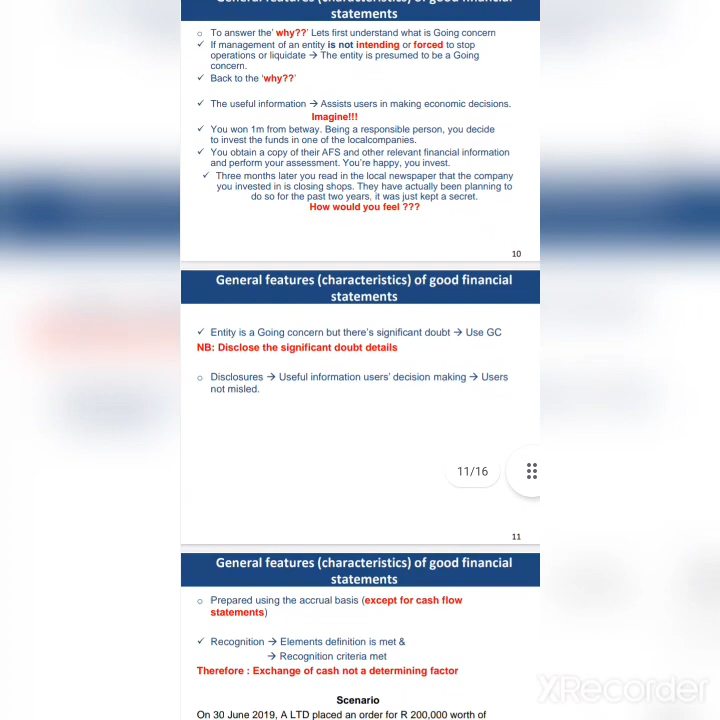 General features (characteristics) of good financial
statements
o To answer the' why??' Lets first understand what is Going concern
✓ If management of an entity is not intending or forced to stop
operations or liquidate → The entity is presumed to be a Going
concern.
✓ Back to the 'why??'
✓ The useful information → Assists users in making economic decisions.
Imagine!!!
✓ You won 1m from betway. Being a responsible person, you decide
to invest the funds in one of the localcompanies.
✓ You obtain a copy of their AFS and other relevant financial information
and perform your assessment. You're happy, you invest.
✓ Three months later you read in the local newspaper that the company
you invested in is closing shops. They have actually been planning to
do so for the past two years, it was just kept a secret.
How would you feel ???
10
General features (characteristics) of good financial
statements
✓ Entity is a Going concern but there's significant doubt → Use GC
NB: Disclose the significant doubt details
o Disclosures → Useful information users' decision making → Users
not misled.
11/16
11
General features (characteristics) of good financial
statements
o Prepared using the accrual basis (except for cash flow
statements)
✓ Recognition → Elements definition is met &
→ Recognition criteria met
Therefore : Exchange of cash not a determining factor
Scenario
On 30 June 2019, A LTD placed an order for R 200,000 worth of
XRecorder